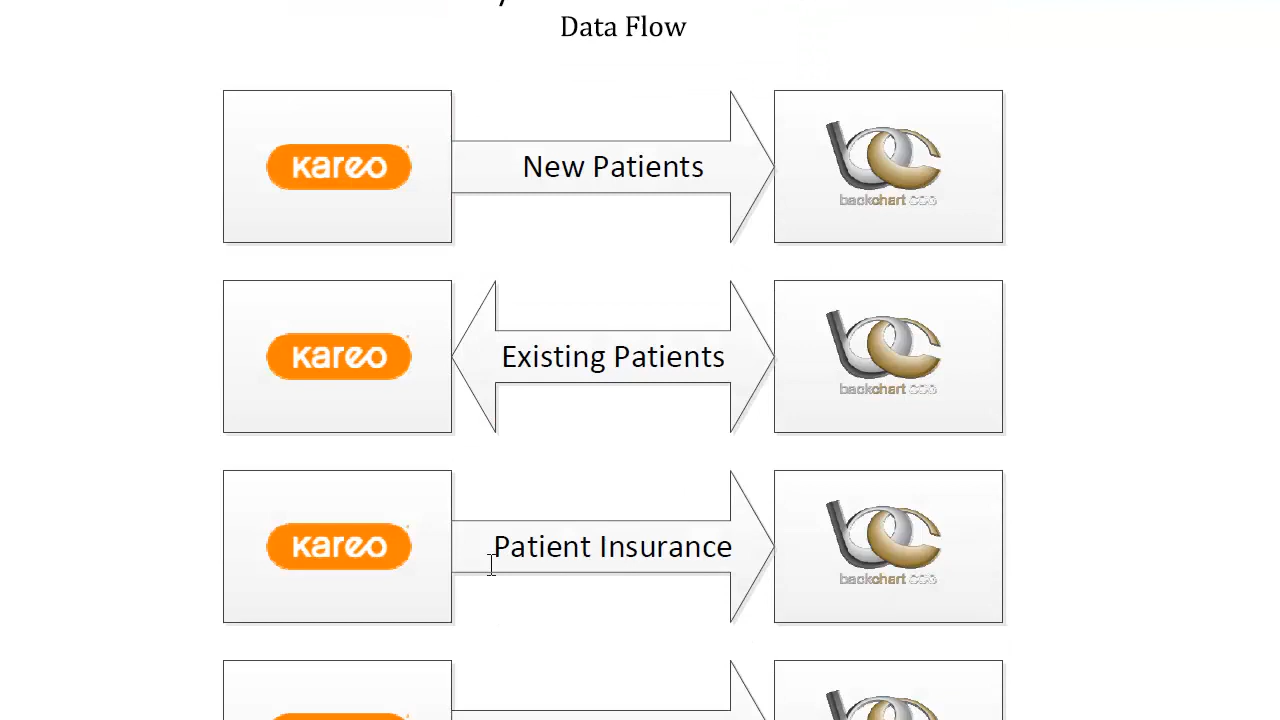 Data Flow
kareo New Patients backchart
kareo Existing Patients backchart
kareo Patient Insurance backchart